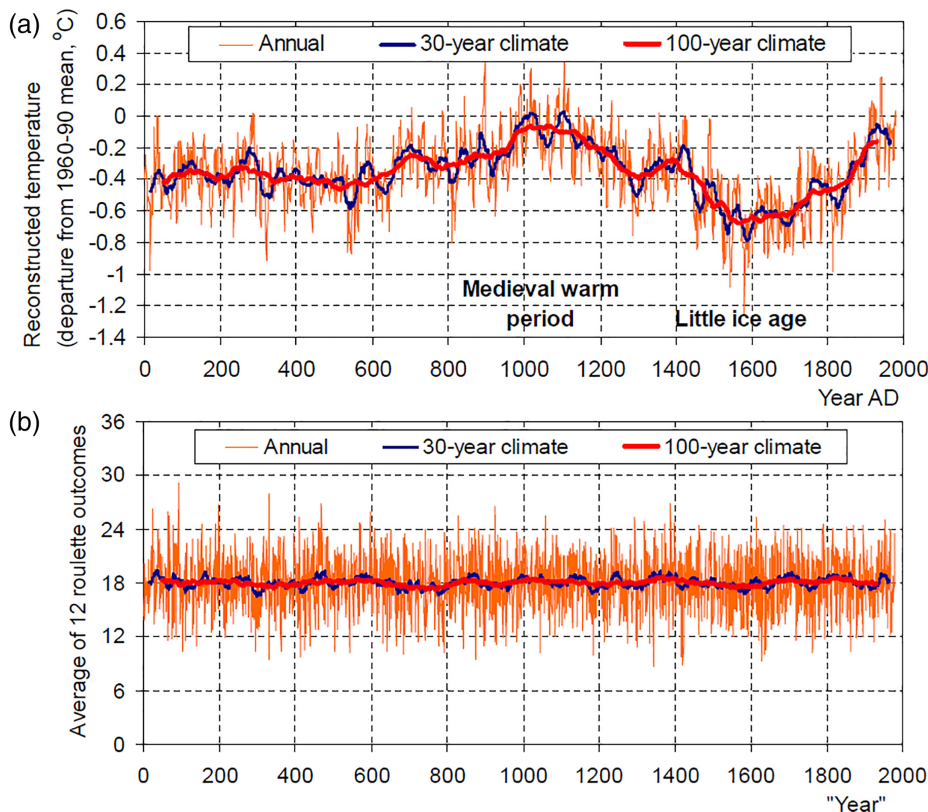 (a)
0.6
0.4
0.2
0
-0.2
-0.4
-0.6
-0.8
-1
-1.2
-1.4
Reconstructed temperature
(departure from 1960-90 mean, °C)
Annual 30-year climate 100-year climate
Medieval warm
period
Little ice age
0 200 400 600 800 1000 1200 1400 1600 1800 2000
Year AD
(b)
36
30
24
18
12
6
0
Average of 12 roulette outcomes
Annual 30-year climate 100-year climate
0 200 400 600 800 1000 1200 1400 1600 1800 2000
"Year"